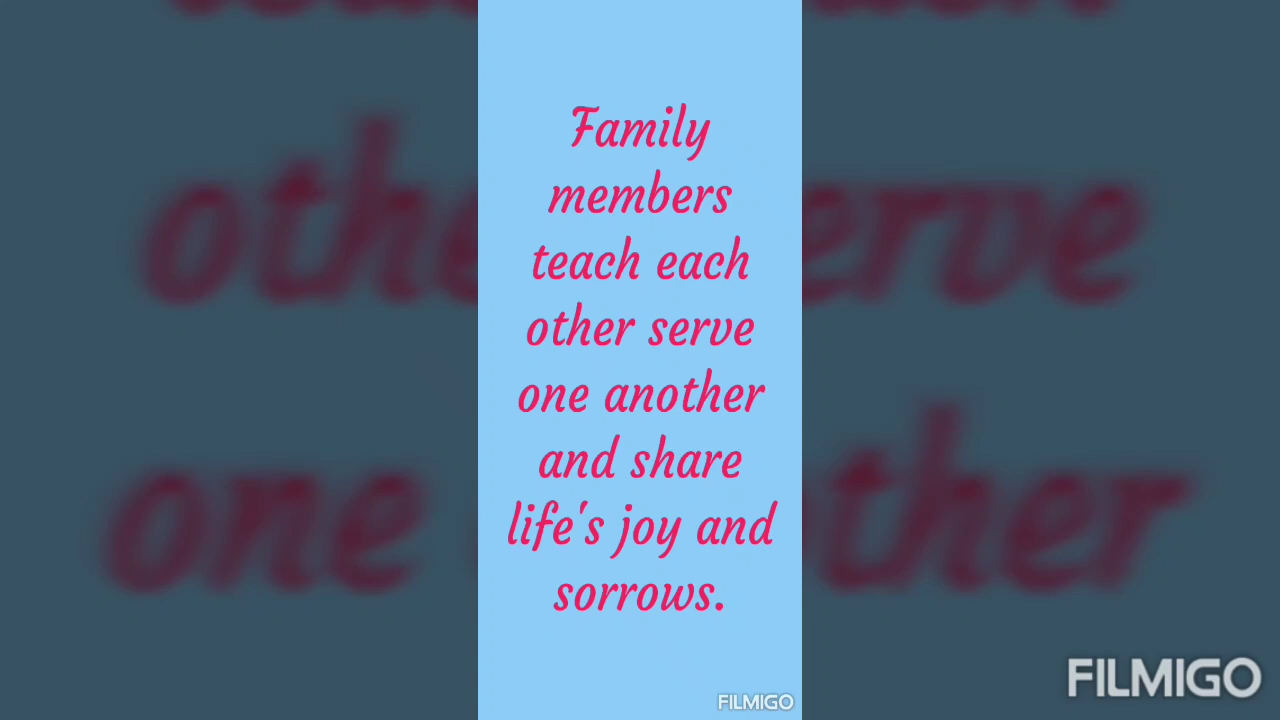 Family
members
teach each
other serve
one another
and share
life's joy and
sorrows.
FILMIGO
FILMIGO